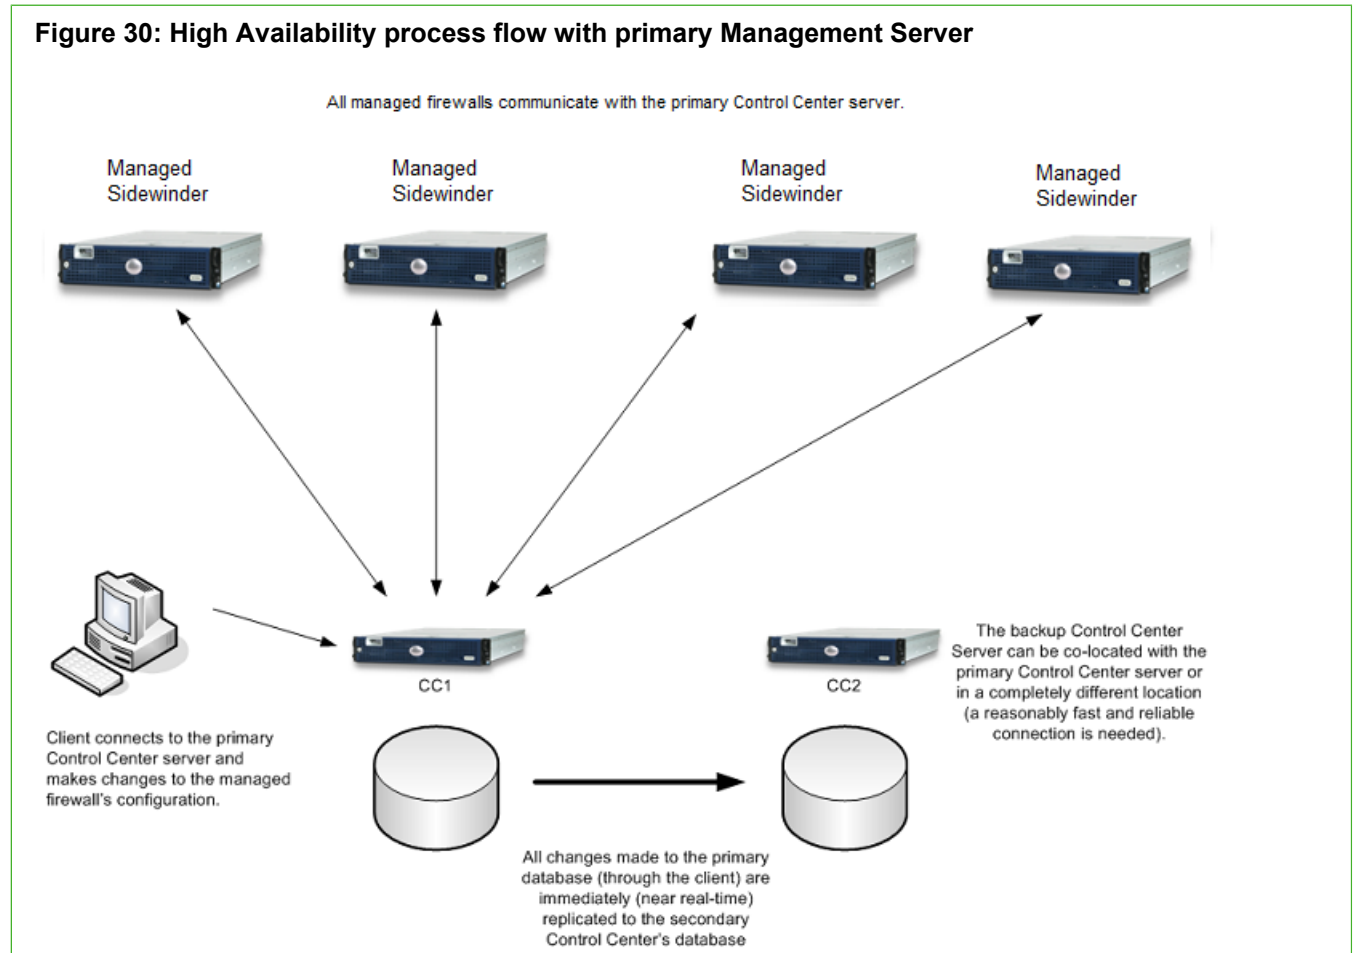 Figure 30: High Availability process flow with primary Management Server
All managed firewalls communicate with the primary Control Center server.
Managed
Sidewinder
Managed
Sidewinder
Managed
Sidewinder
Managed
Sidewinder
CC1
CC2
The backup Control Center
Server can be co-located with the
primary Control Center server or
in a completely different location
(a reasonably fast and reliable
connection is needed).
Client connects to the primary
Control Center server and
makes changes to the managed
firewall's configuration.
All changes made to the primary
database (through the client) are
immediately (near real-time)
replicated to the secondary
Control Center's database